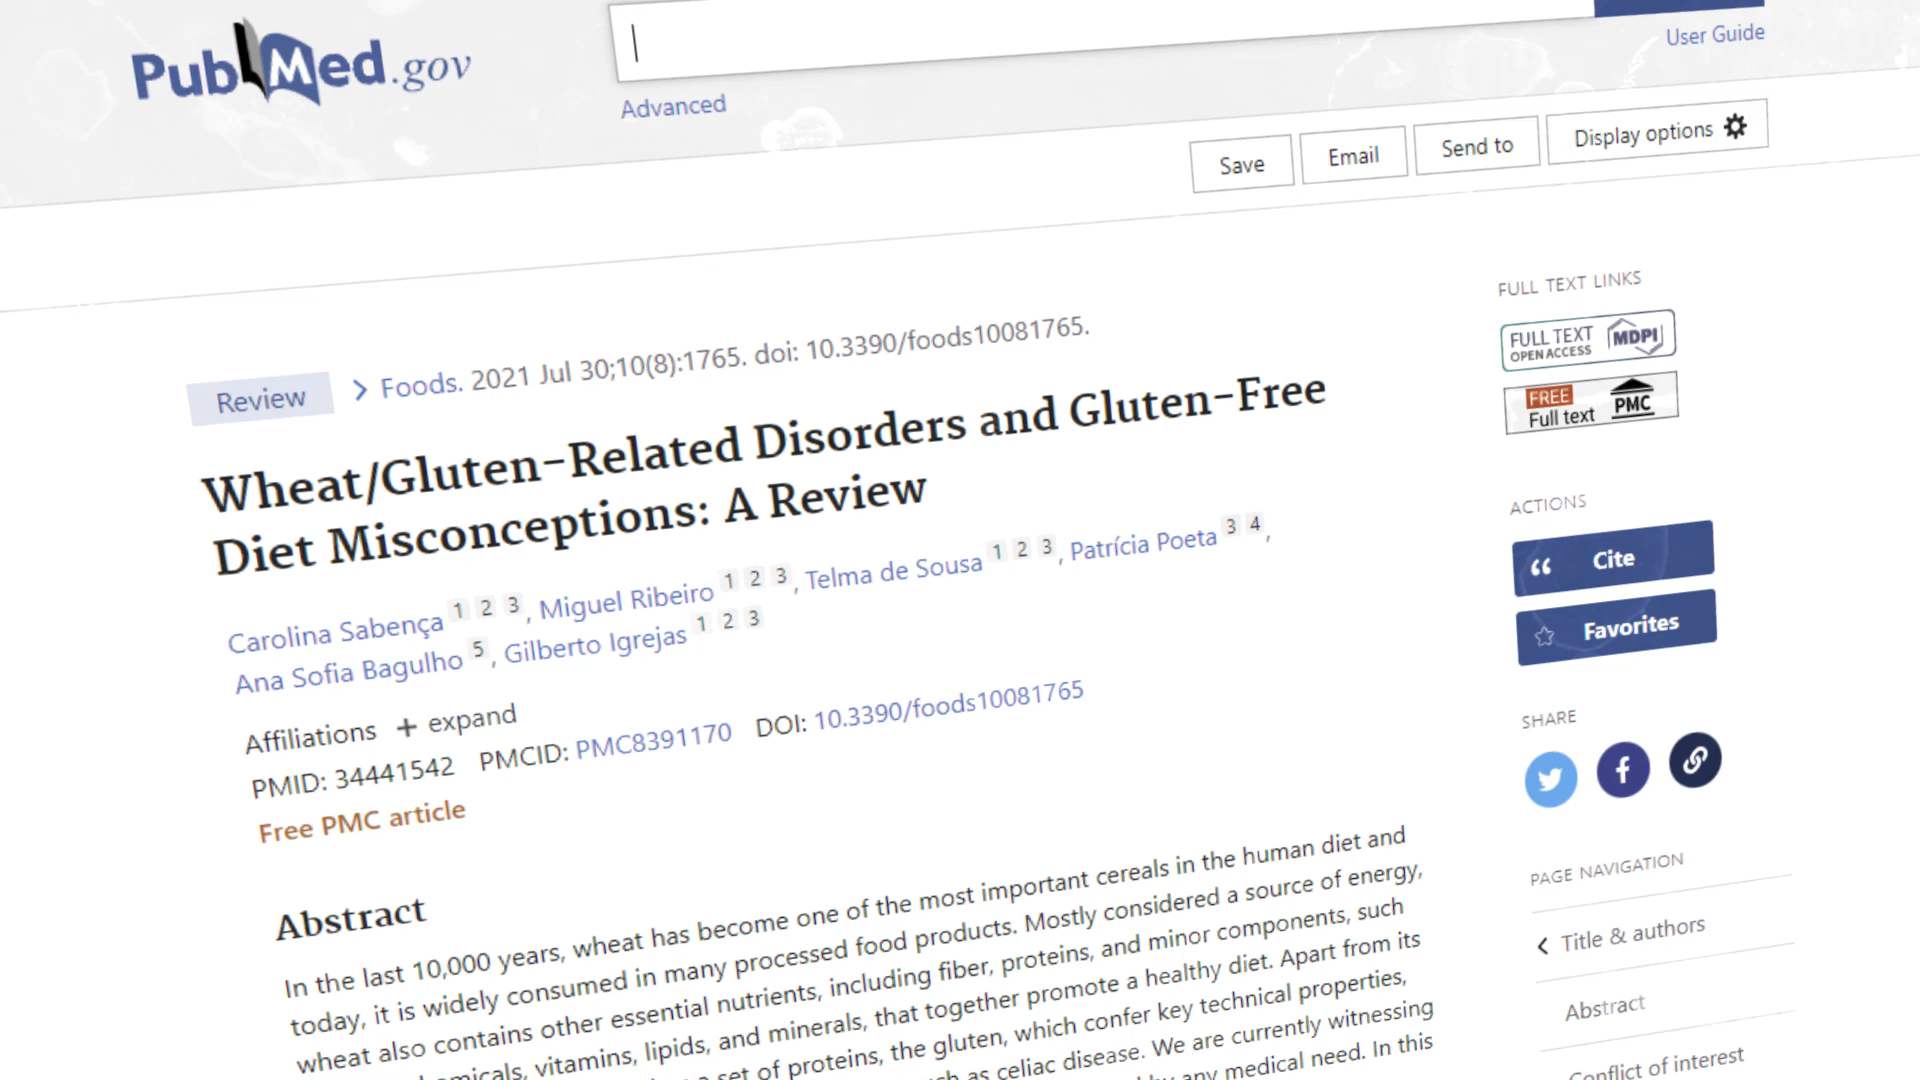 PubMed.gov
User Guide
Advanced
Save
Email
Send to
Display options
FULL TEXT LINKS
FULL TEXT
OPEN ACCESS
MDPI
FREE
Full text
PMC
Review
Foods. 2021 Jul 30;10(8):1765. doi: 10.3390/foods10081765.
Wheat/Gluten-Related Disorders and Gluten-Free
Diet Misconceptions: A Review
Carolina Sabença 1 2 3, Miguel Ribeiro 1 2 3, Telma de Sousa 1 2 3, Patrícia Poeta 3 4,
Ana Sofia Bagulho 5, Gilberto Igrejas 1 2 3
Affiliations + expand
PMID: 34441542 PMCID: PMC8391170 DOI: 10.3390/foods10081765
Free PMC article
ACTIONS
Cite
Favorites
SHARE
PAGE NAVIGATION
Title & authors
Abstract
Conflict of interest
Abstract
In the last 10,000 years, wheat has become one of the most important cereals in the human diet and
today, it is widely consumed in many processed food products. Mostly considered a source of energy,
wheat also contains other essential nutrients, including fiber, proteins, and minor components, such
vitamins, lipids, and minerals, that together promote a healthy diet. Apart from its
set of proteins, the gluten, which confer key technical properties,
as celiac disease. We are currently witnessing
any medical need. In this